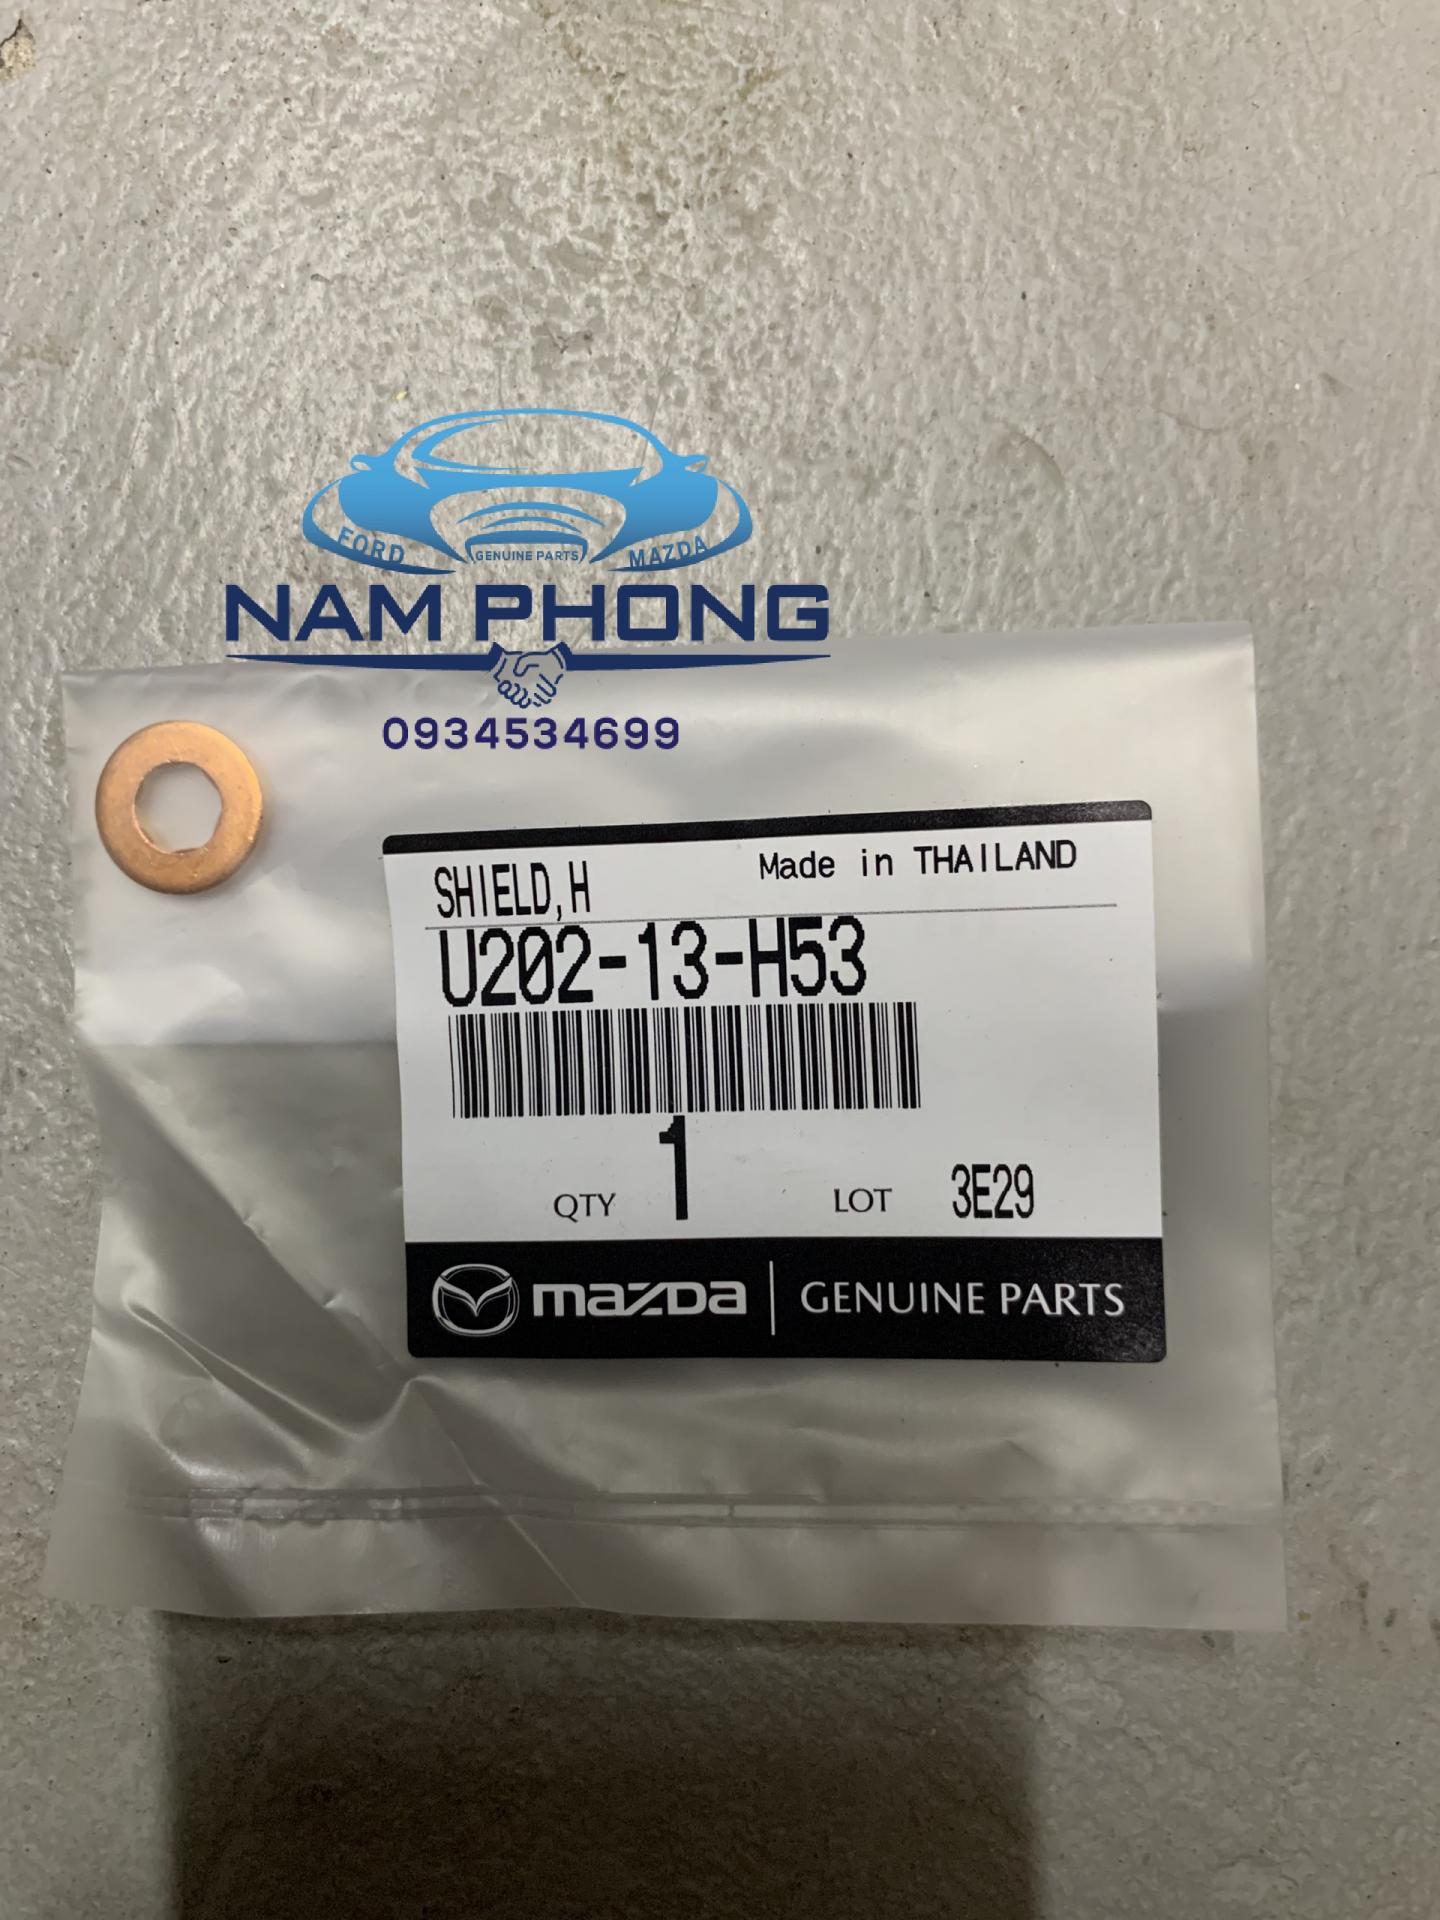 FORD
GENUINE PARTS
MAZDA
NAM PHONG
0934534699
SHIELD,H
Made in THAILAND
U202-13-H53
QTY 1 LOT 3E29
mazda GENUINE PARTS